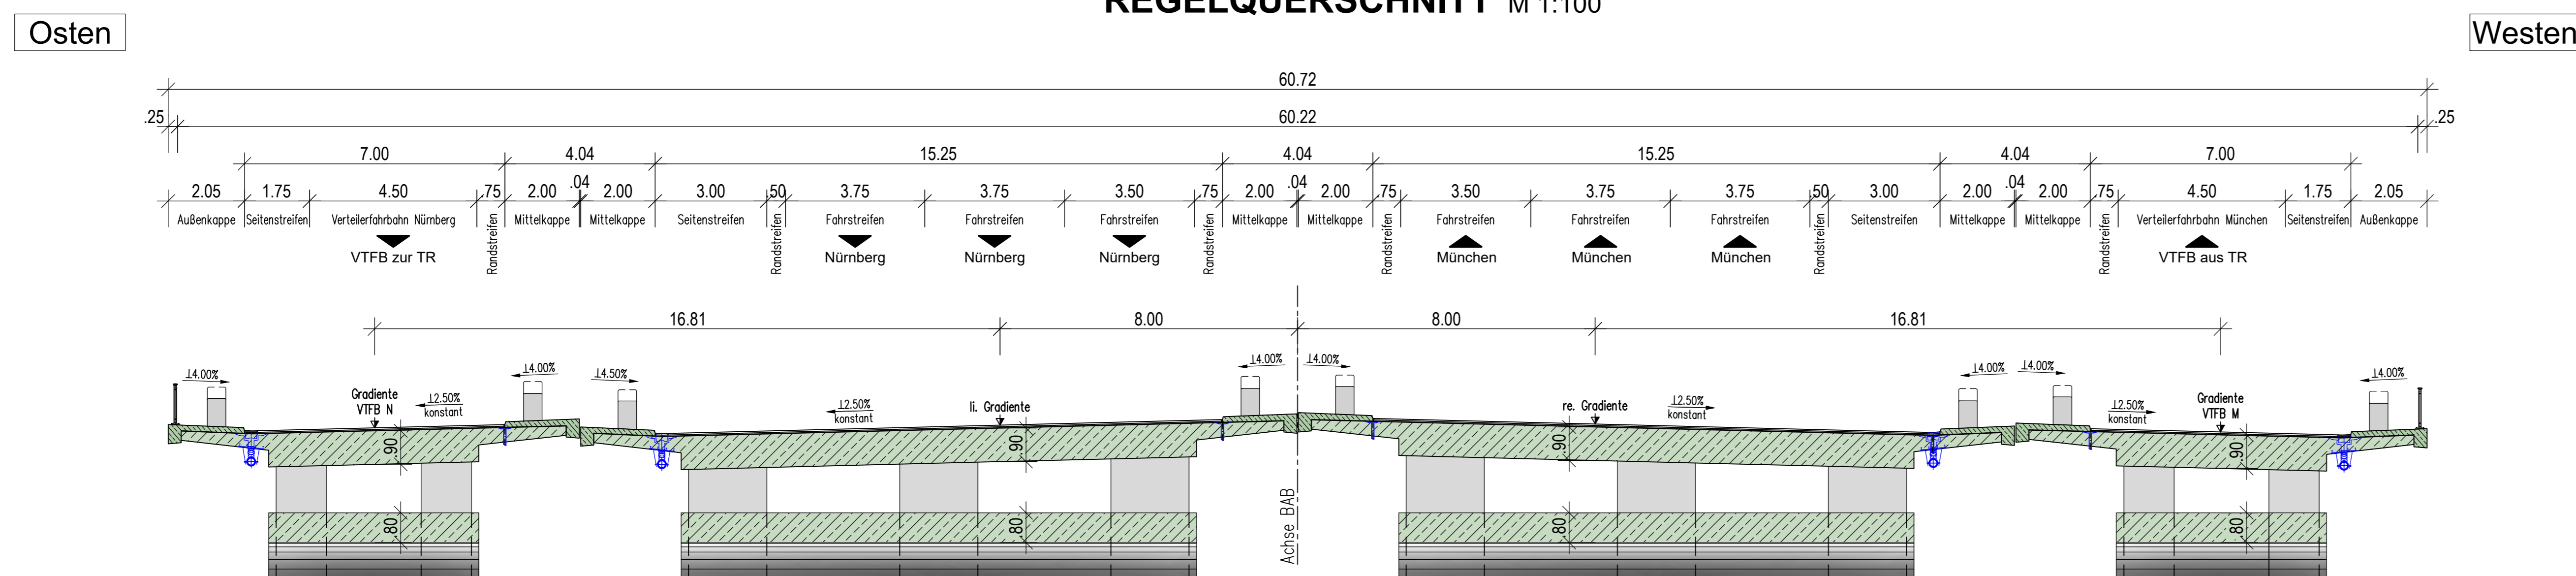 REGELQUERSCHNITT M 1:100
Osten
Westen
60.72
.25 60.22 .25
7.00 4.04 15.25 4.04 15.25 4.04 7.00
2.05 1.75 4.50 .75 2.00 .04 2.00 3.00 .50 3.75 3.75 3.50 .75 2.00 .04 2.00 .75 3.50 3.75 3.75 .50 3.00 2.00 .04 2.00 .75 4.50 1.75 2.05
Außenkappe Seitenstreifen Verteilerfahrbahn Nürnberg Randstreifen Mittelkappe Mittelkappe Seitenstreifen Randstreifen Fahrstreifen Fahrstreifen Fahrstreifen Randstreifen Mittelkappe Mittelkappe Randstreifen Fahrstreifen Fahrstreifen Fahrstreifen Randstreifen Seitenstreifen Mittelkappe Mittelkappe Randstreifen Verteilerfahrbahn München Seitenstreifen Außenkappe
VTFB zur TR Nürnberg Nürnberg Nürnberg München München München VTFB aus TR
16.81 8.00 8.00 16.81
⊥4.00% ⊥4.00% ⊥4.50% ⊥4.00% ⊥4.00% ⊥4.00% ⊥4.00% ⊥4.00%
Gradiente
VTFB N
⊥2.50%
konstant
⊥2.50%
konstant
li. Gradiente
re. Gradiente
⊥2.50%
konstant
Gradiente
VTFB M
⊥2.50%
konstant
.90 .90 .90 .90
.80 .80 .80 .80
Achse BAB